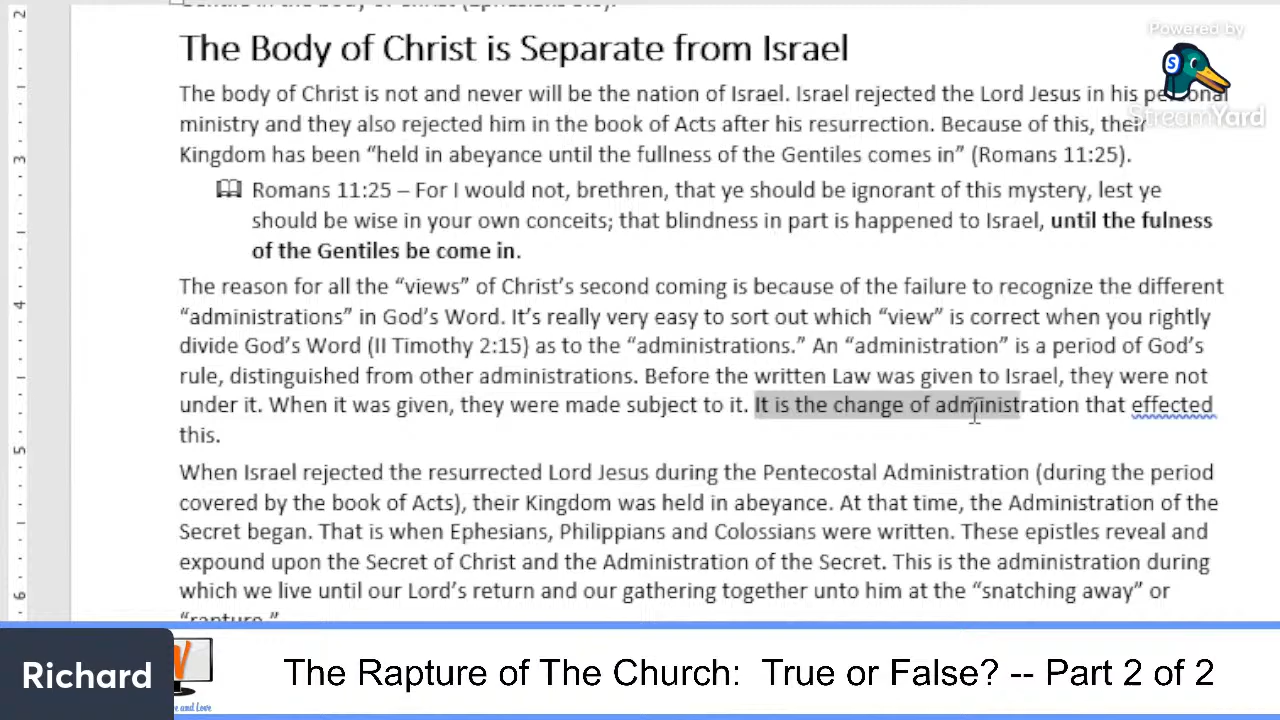 Powered by
StreamYard
The Body of Christ is Separate from Israel
The body of Christ is not and never will be the nation of Israel. Israel rejected the Lord Jesus in his personal
ministry and they also rejected him in the book of Acts after his resurrection. Because of this, their
Kingdom has been “held in abeyance until the fullness of the Gentiles comes in” (Romans 11:25).
Romans 11:25 – For I would not, brethren, that ye should be ignorant of this mystery, lest ye
should be wise in your own conceits; that blindness in part is happened to Israel, until the fulness
of the Gentiles be come in.
The reason for all the “views” of Christ’s second coming is because of the failure to recognize the different
“administrations” in God’s Word. It’s really very easy to sort out which “view” is correct when you rightly
divide God’s Word (II Timothy 2:15) as to the “administrations.” An “administration” is a period of God’s
rule, distinguished from other administrations. Before the written Law was given to Israel, they were not
under it. When it was given, they were made subject to it. It is the change of administration that effected
this.
When Israel rejected the resurrected Lord Jesus during the Pentecostal Administration (during the period
covered by the book of Acts), their Kingdom was held in abeyance. At that time, the Administration of the
Secret began. That is when Ephesians, Philippians and Colossians were written. These epistles reveal and
expound upon the Secret of Christ and the Administration of the Secret. This is the administration during
which we live until our Lord’s return and our gathering together unto him at the “snatching away” or
“rapture.”
Richard
e and Love
The Rapture of The Church: True or False? -- Part 2 of 2
2
3
4
5
6